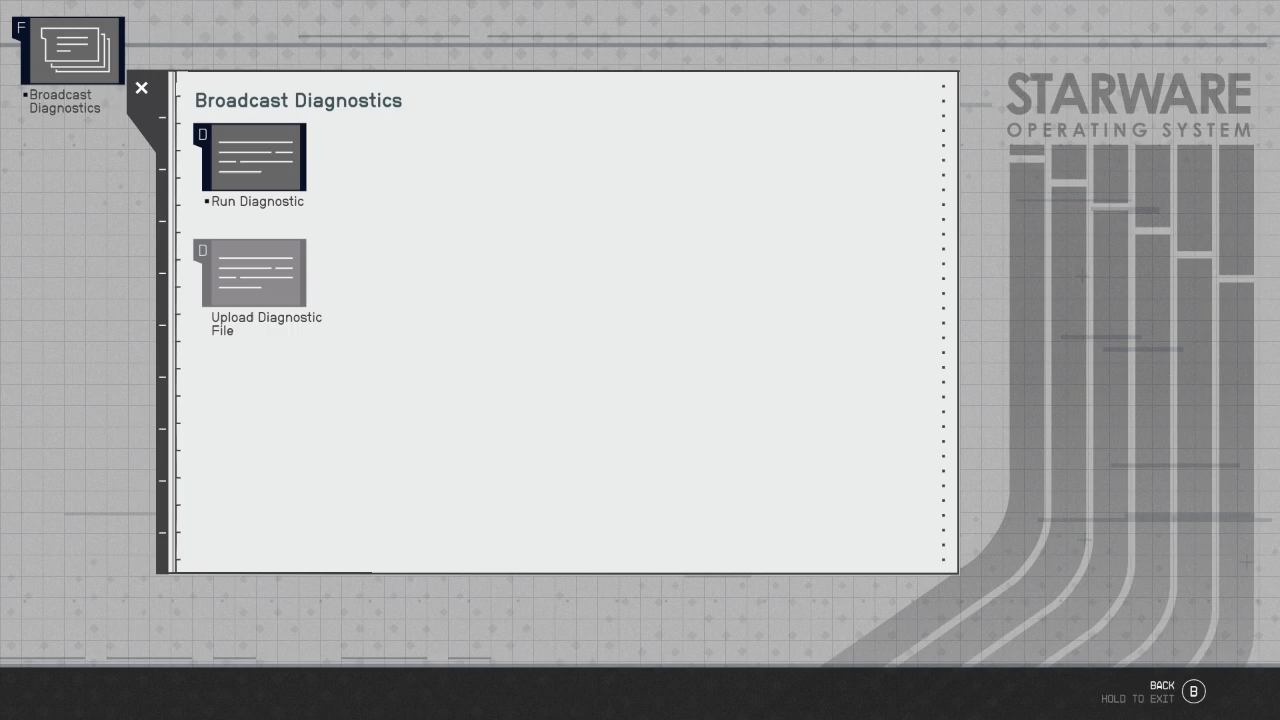 F
Broadcast
Diagnostics
Broadcast Diagnostics
D
Run Diagnostic
D
Upload Diagnostic
File
STARWARE
OPERATING SYSTEM
BACK
HOLD TO EXIT
B